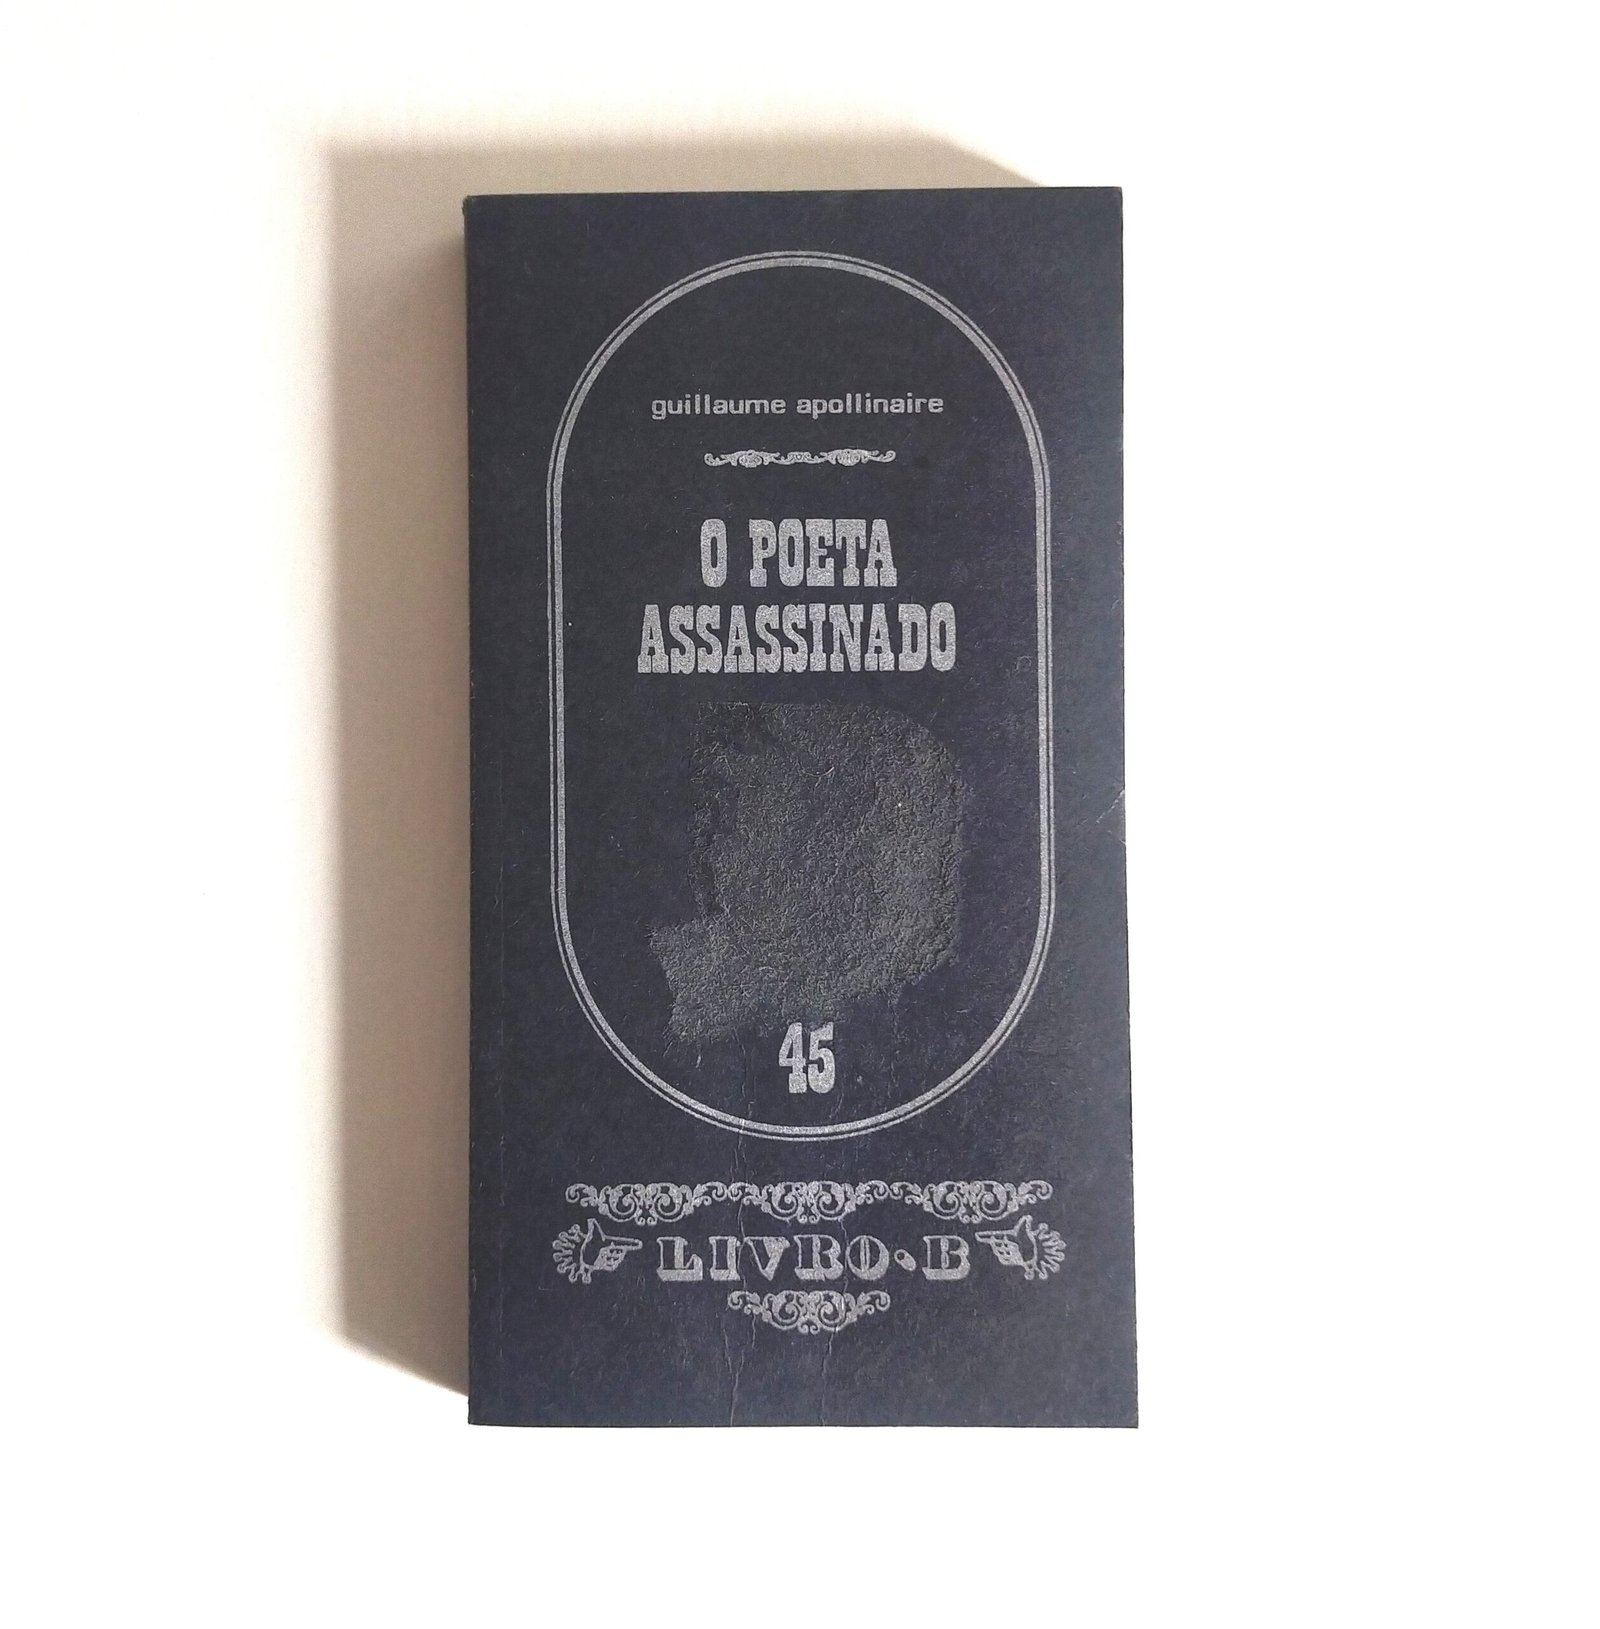 guillaume apollinaire
O POETA
ASSASSINADO
45
LIVRO·B